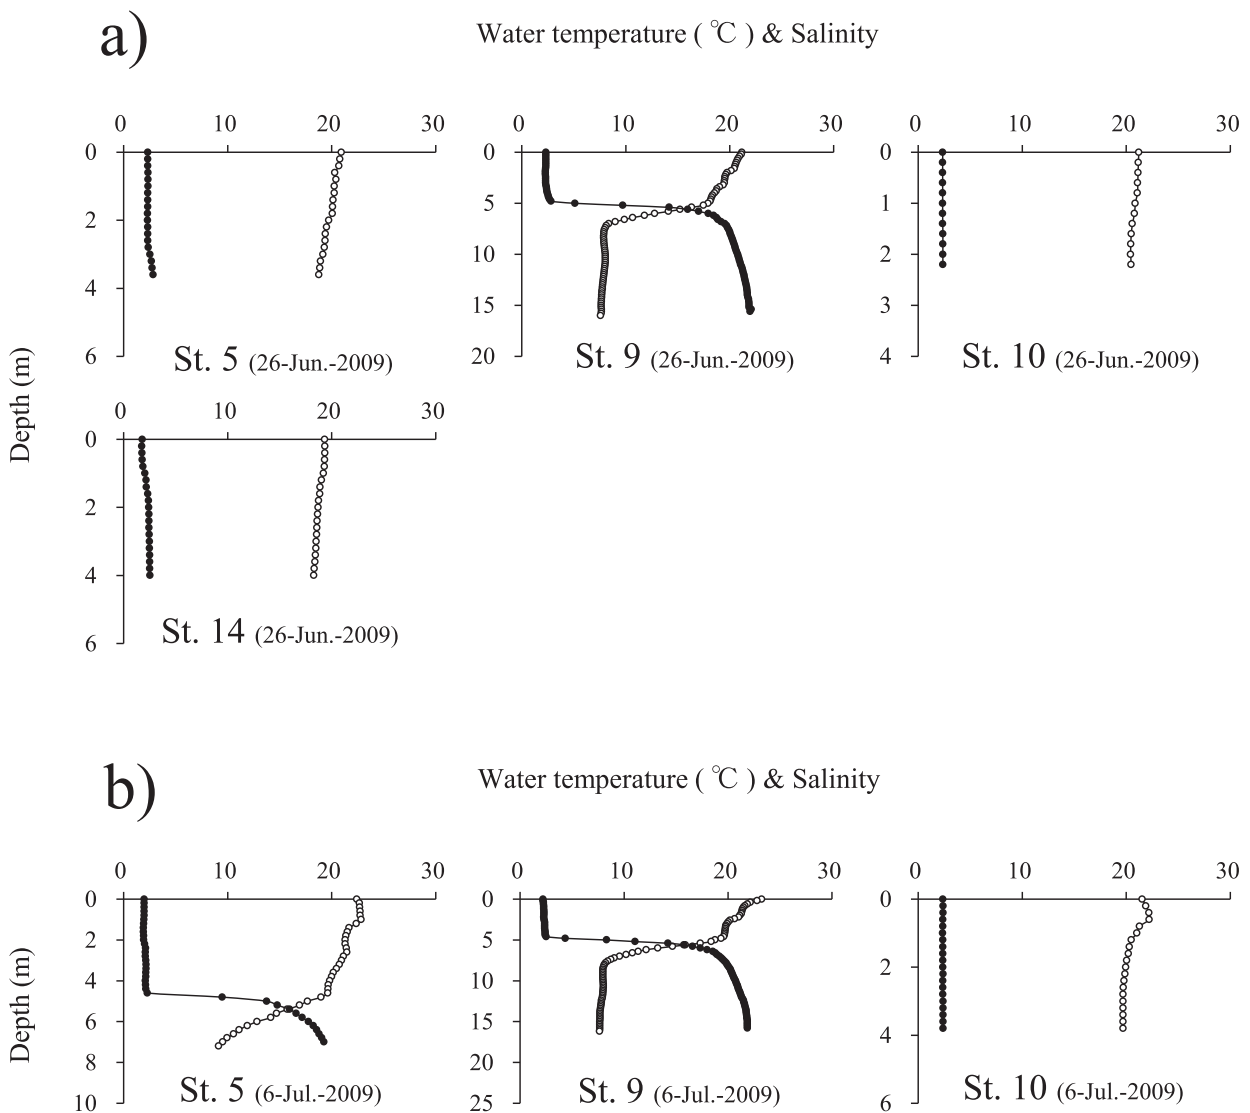 a)
Water temperature ( ℃ ) & Salinity
0 10 20 30
0 10 20 30
0 10 20 30
0
2
4
6
0
5
10
15
20
0
1
2
3
4
St. 5 (26-Jun.-2009)
St. 9 (26-Jun.-2009)
St. 10 (26-Jun.-2009)
Depth (m)
0 10 20 30
0
2
4
6
St. 14 (26-Jun.-2009)
b)
Water temperature ( ℃ ) & Salinity
0 10 20 30
0 10 20 30
0 10 20 30
Depth (m)
0
2
4
6
8
10
0
5
10
15
20
25
0
2
4
6
St. 5 (6-Jul.-2009)
St. 9 (6-Jul.-2009)
St. 10 (6-Jul.-2009)